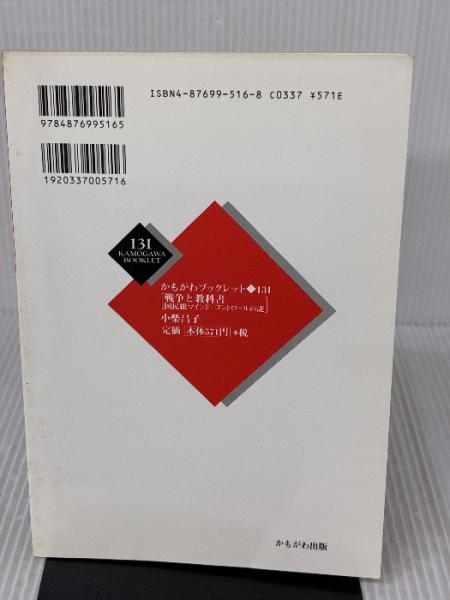 ISBN4-87699-516-8 C0337 ¥571E
9784876995165
1920337005716
131
KAMOGAWA
BOOKLET
かもがわブックレット◆131
戦争と教科書
国民総マインド・コントロールの謎
小柴昌子
定価[本体571円]+税
かもがわ出版